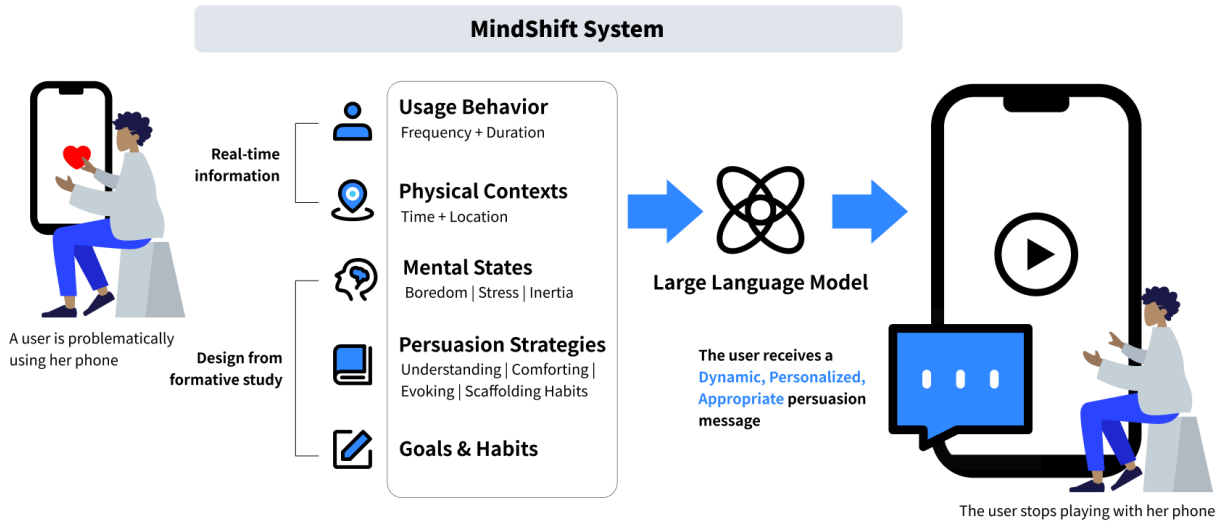 MindShift System
A user is problematically
using her phone
Real-time
information
Design from
formative study
Usage Behavior
Frequency + Duration
Physical Contexts
Time + Location
Mental States
Boredom | Stress | Inertia
Persuasion Strategies
Understanding | Comforting |
Evoking | Scaffolding Habits
Goals & Habits
Large Language Model
The user receives a
Dynamic, Personalized,
Appropriate persuasion
message
The user stops playing with her phone